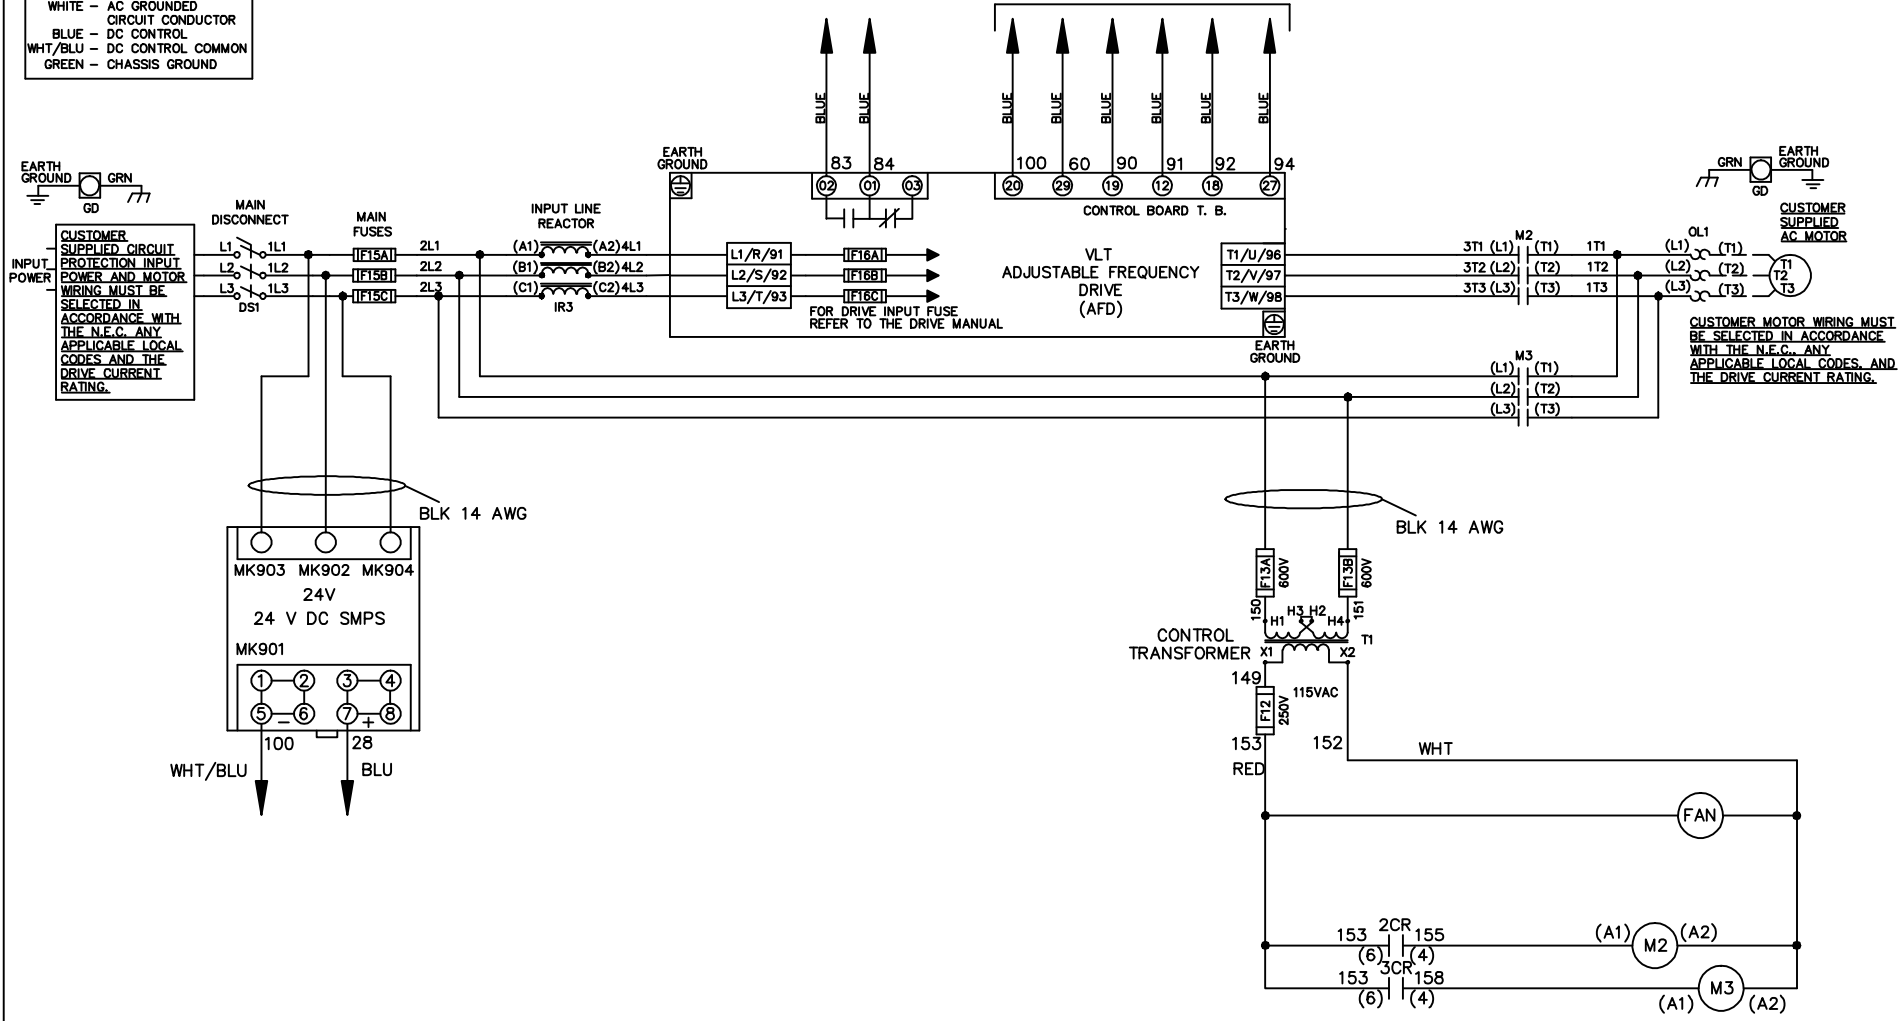 WHITE – AC GROUNDED
CIRCUIT CONDUCTOR
BLUE – DC CONTROL
WHT/BLU – DC CONTROL COMMON
GREEN – CHASSIS GROUND
BLUE
BLUE
BLUE
BLUE
BLUE
BLUE
BLUE
BLUE
83
84
100
60
90
91
92
94
EARTH
GROUND
02
01
03
20
29
19
12
18
27
CONTROL BOARD T. B.
EARTH
GROUND
GRN
GD
MAIN
DISCONNECT
MAIN
FUSES
INPUT LINE
REACTOR
INPUT
POWER
CUSTOMER
SUPPLIED CIRCUIT
PROTECTION INPUT
POWER AND MOTOR
WIRING MUST BE
SELECTED IN
ACCORDANCE WITH
THE N.E.C. ANY
APPLICABLE LOCAL
CODES AND THE
DRIVE CURRENT
RATING.
L1 1L1 F15A 2L1 (A1) (A2) 4L1 L1/R/91 F16A
L2 1L2 F15B 2L2 (B1) (B2) 4L2 L2/S/92 F16B
L3 1L3 F15C 2L3 (C1) (C2) 4L3 L3/T/93 F16C
DS1
IR3
FOR DRIVE INPUT FUSE
REFER TO THE DRIVE MANUAL
VLT
ADJUSTABLE FREQUENCY
DRIVE
(AFD)
T1/U/96
T2/V/97
T3/W/98
EARTH
GROUND
GRN
EARTH
GROUND
GD
CUSTOMER
SUPPLIED
AC MOTOR
M2
OL1
3T1 (L1) (T1) 1T1 (L1) (T1) T1
3T2 (L2) (T2) 1T2 (L2) (T2) T2
3T3 (L3) (T3) 1T3 (L3) (T3) T3
CUSTOMER MOTOR WIRING MUST
BE SELECTED IN ACCORDANCE
WITH THE N.E.C.. ANY
APPLICABLE LOCAL CODES. AND
THE DRIVE CURRENT RATING.
M3
(L1) (T1)
(L2) (T2)
(L3) (T3)
BLK 14 AWG
MK903 MK902 MK904
24V
24 V DC SMPS
MK901
1 2 3 4
5 – 6 7 + 8
100
28
WHT/BLU
BLU
BLK 14 AWG
F13A
600V
F13B
600V
150
151
H1 H3 H2 H4
CONTROL
TRANSFORMER
T1
X1
X2
149
115VAC
F12
250V
153
152
WHT
RED
FAN
153 2CR 155
(6) (4)
(A1) M2 (A2)
153 3CR 158
(6) (4)
(A1) M3 (A2)